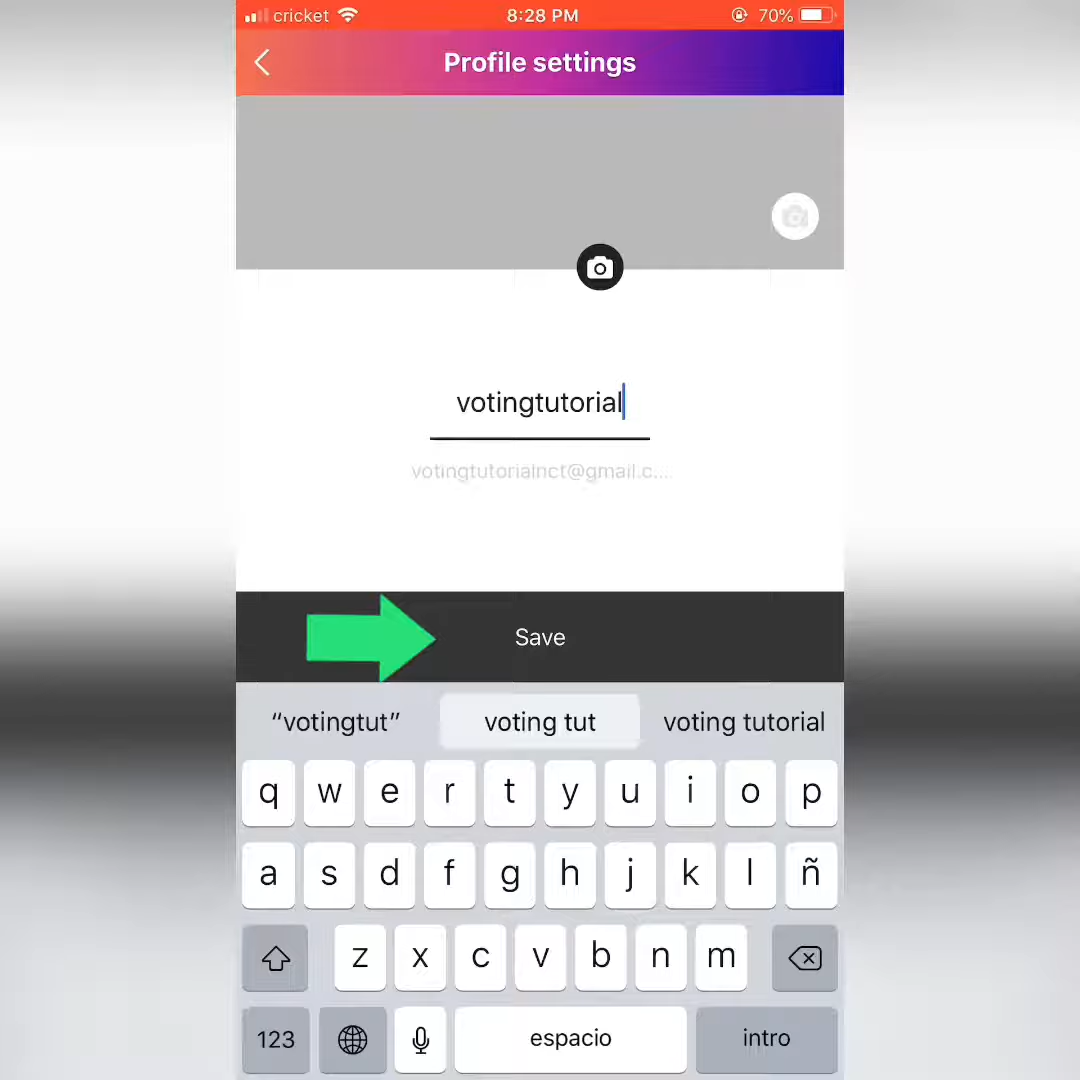 cricket 8:28 PM 70%
Profile settings
votingtutorial
votingtutorialnct@gmail.c....
Save
“votingtut” voting tut voting tutorial
q w e r t y u i o p
a s d f g h j k l ñ
z x c v b n m
123 espacio intro